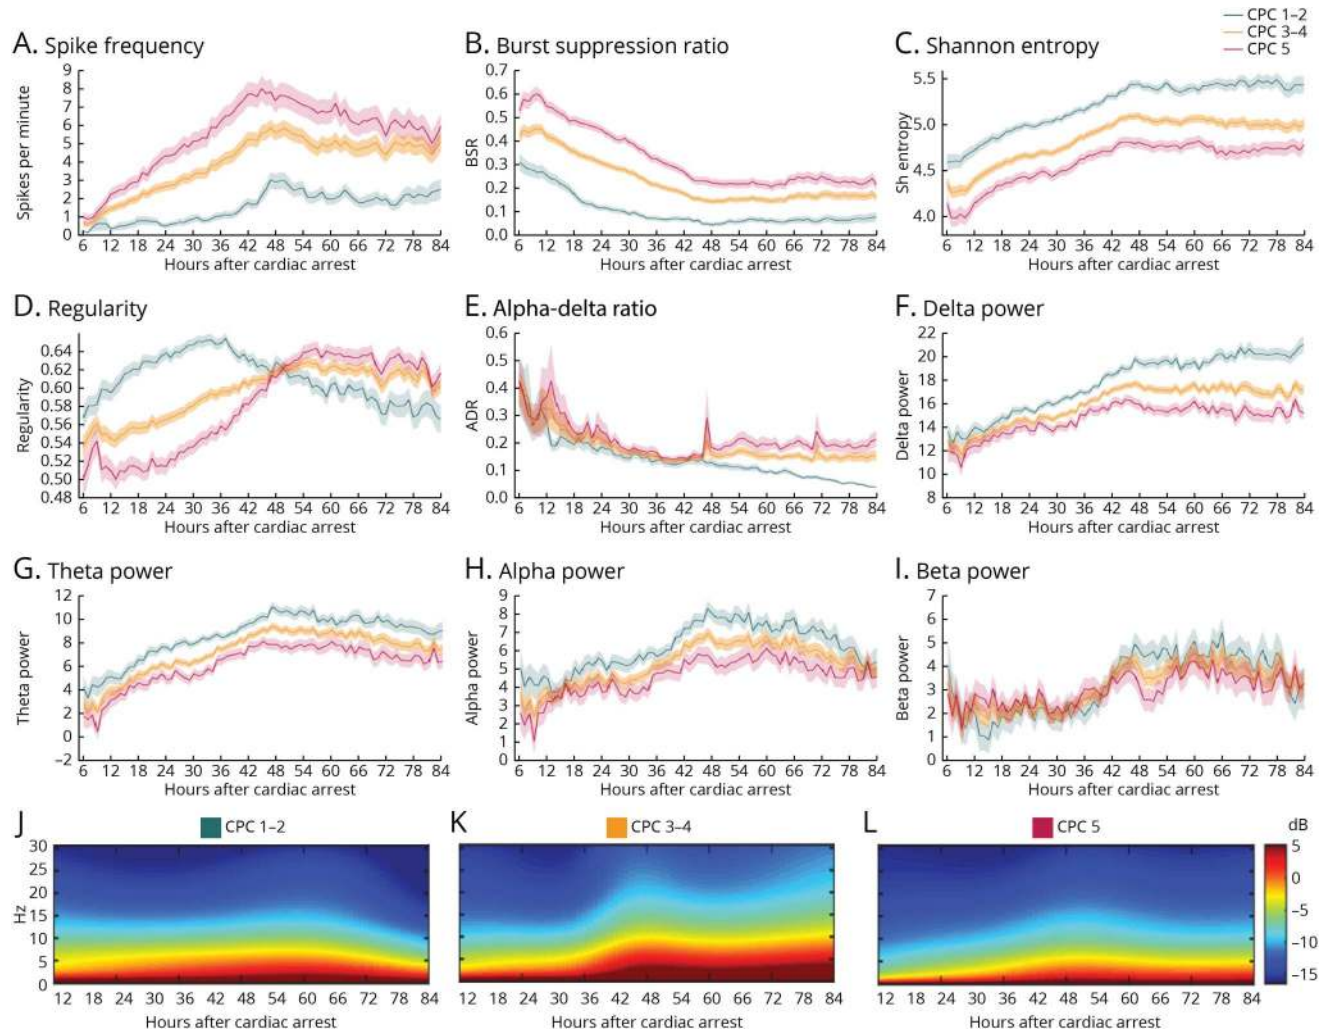 CPC 1–2
CPC 3–4
CPC 5
A. Spike frequency
9
8
7
6
5
4
3
2
1
0
Spikes per minute
6 12 18 24 30 36 42 48 54 60 66 72 78 84
Hours after cardiac arrest
B. Burst suppression ratio
0.7
0.6
0.5
0.4
0.3
0.2
0.1
0.0
BSR
6 12 18 24 30 36 42 48 54 60 66 72 78 84
Hours after cardiac arrest
C. Shannon entropy
5.5
5.0
4.5
4.0
Sh entropy
6 12 18 24 30 36 42 48 54 60 66 72 78 84
Hours after cardiac arrest
D. Regularity
0.64
0.62
0.60
0.58
0.56
0.54
0.52
0.50
0.48
Regularity
6 12 18 24 30 36 42 48 54 60 66 72 78 84
Hours after cardiac arrest
E. Alpha-delta ratio
0.6
0.5
0.4
0.3
0.2
0.1
0.0
ADR
6 12 18 24 30 36 42 48 54 60 66 72 78 84
Hours after cardiac arrest
F. Delta power
22
20
18
16
14
12
10
8
Delta power
6 12 18 24 30 36 42 48 54 60 66 72 78 84
Hours after cardiac arrest
G. Theta power
12
10
8
6
4
2
0
−2
Theta power
6 12 18 24 30 36 42 48 54 60 66 72 78 84
Hours after cardiac arrest
H. Alpha power
9
8
7
6
5
4
3
2
1
0
Alpha power
6 12 18 24 30 36 42 48 54 60 66 72 78 84
Hours after cardiac arrest
I. Beta power
7
6
5
4
3
2
1
0
Beta power
6 12 18 24 30 36 42 48 54 60 66 72 78 84
Hours after cardiac arrest
J
CPC 1–2
30
25
20
15
10
5
0
Hz
12 24 30 36 42 48 54 60 66 72 78 84
Hours after cardiac arrest
K
CPC 3–4
12 18 24 30 36 42 48 54 60 66 72 78 84
Hours after cardiac arrest
L
CPC 5
12 18 24 30 36 42 48 54 60 66 72 78 84
Hours after cardiac arrest
dB
5
0
−5
−10
−15